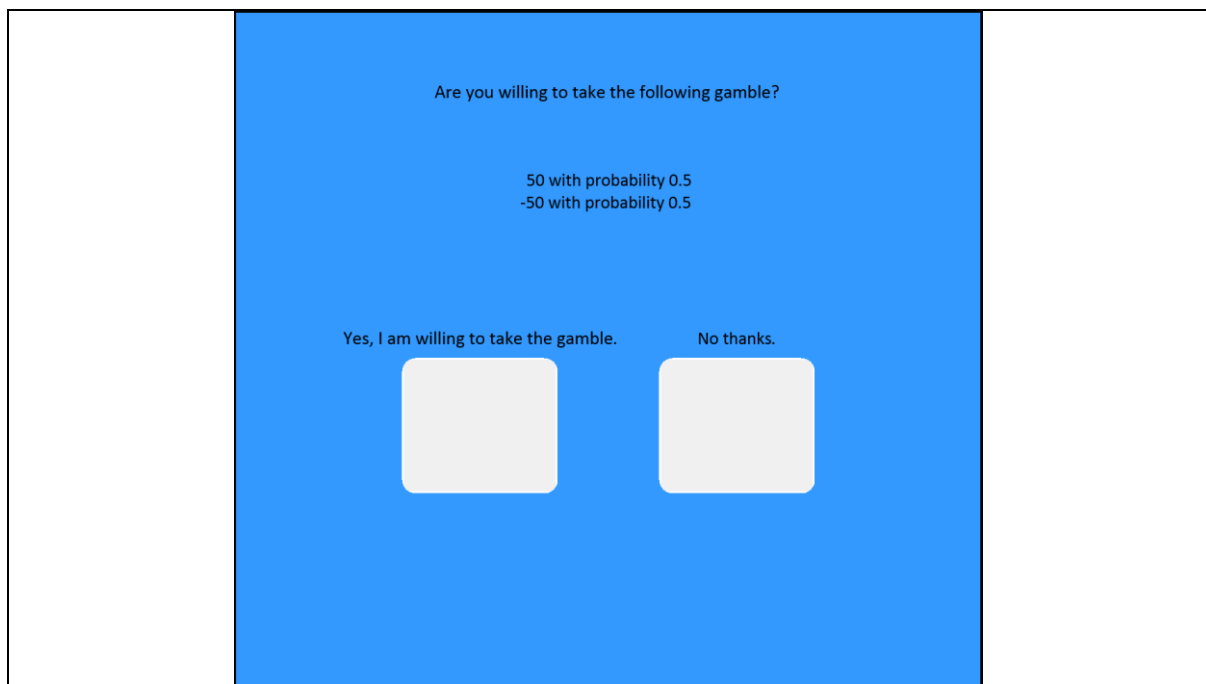 Are you willing to take the following gamble?
50 with probability 0.5
-50 with probability 0.5
Yes, I am willing to take the gamble.
No thanks.